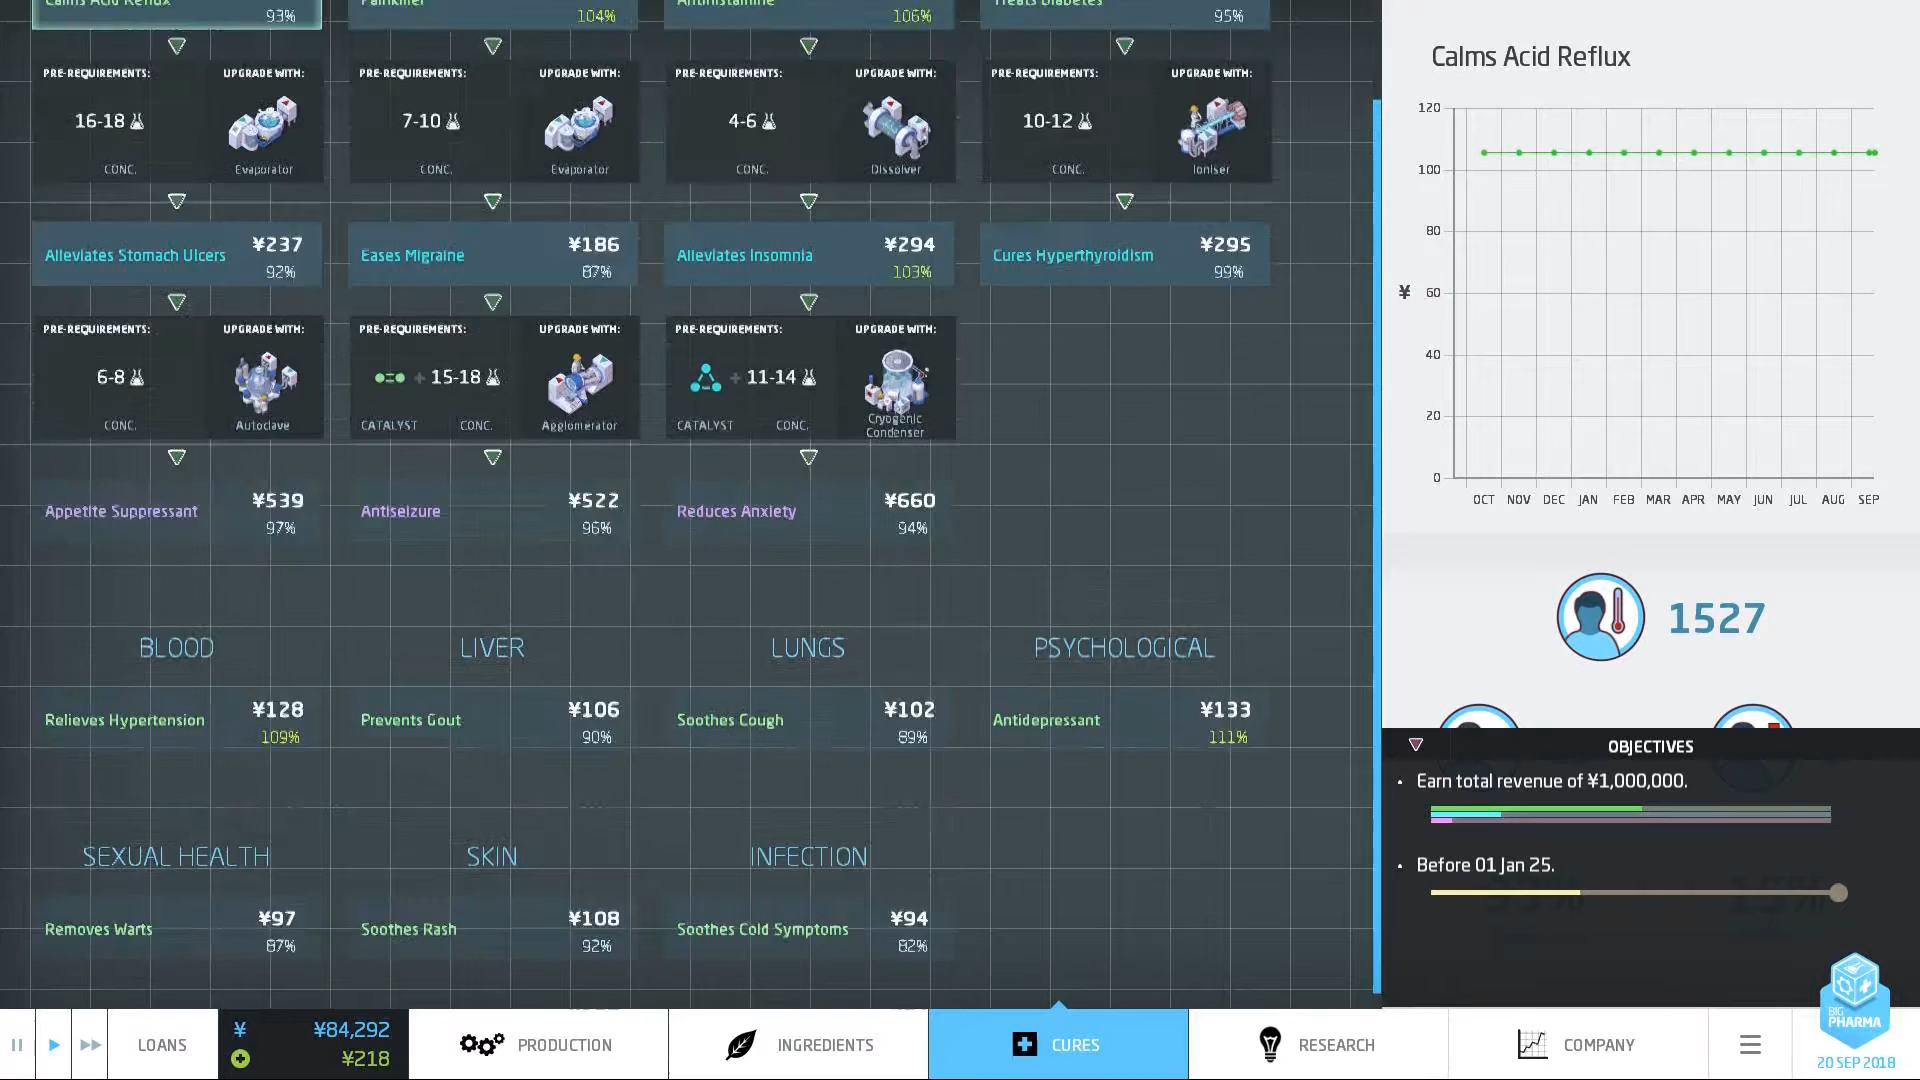 Calms Acid Reflux
93%
Painkiller
104%
Antihistamine
106%
Treats Diabetes
95%
PRE-REQUIREMENTS:
UPGRADE WITH:
16-18
CONC.
Evaporator
PRE-REQUIREMENTS:
UPGRADE WITH:
7-10
CONC.
Evaporator
PRE-REQUIREMENTS:
UPGRADE WITH:
4-6
CONC.
Dissolver
PRE-REQUIREMENTS:
UPGRADE WITH:
10-12
CONC.
Ioniser
Alleviates Stomach Ulcers
¥237
92%
Eases Migraine
¥186
87%
Alleviates Insomnia
¥294
103%
Cures Hyperthyroidism
¥295
99%
PRE-REQUIREMENTS:
UPGRADE WITH:
6-8
CONC.
Autoclave
PRE-REQUIREMENTS:
UPGRADE WITH:
+ 15-18
CATALYST
CONC.
Agglomerator
PRE-REQUIREMENTS:
UPGRADE WITH:
+ 11-14
CATALYST
CONC.
Cryogenic
Condenser
Appetite Suppressant
¥539
97%
Antiseizure
¥522
96%
Reduces Anxiety
¥660
94%
BLOOD
LIVER
LUNGS
PSYCHOLOGICAL
Relieves Hypertension
¥128
109%
Prevents Gout
¥106
90%
Soothes Cough
¥102
89%
Antidepressant
¥133
111%
SEXUAL HEALTH
SKIN
INFECTION
Removes Warts
¥97
87%
Soothes Rash
¥108
92%
Soothes Cold Symptoms
¥94
82%
Calms Acid Reflux
120
100
80
¥
60
40
20
0
OCT NOV DEC JAN FEB MAR APR MAY JUN JUL AUG SEP
1527
OBJECTIVES
• Earn total revenue of ¥1,000,000.
• Before 01 Jan 25.
LOANS
¥ ¥84,292
¥218
PRODUCTION
INGREDIENTS
CURES
RESEARCH
COMPANY
BIG
PHARMA
20 SEP 2018